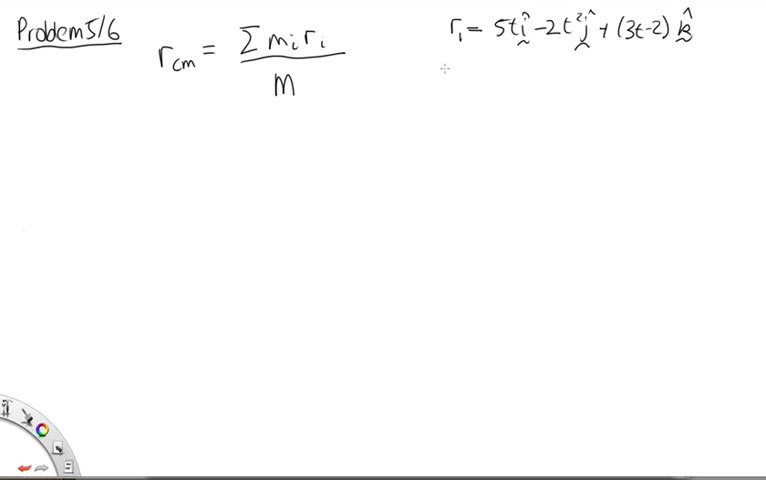 Problem 5/6
r_cm = Σ m_i r_i / M
r_1 = 5t î - 2t² ĵ + (3t-2) k̂